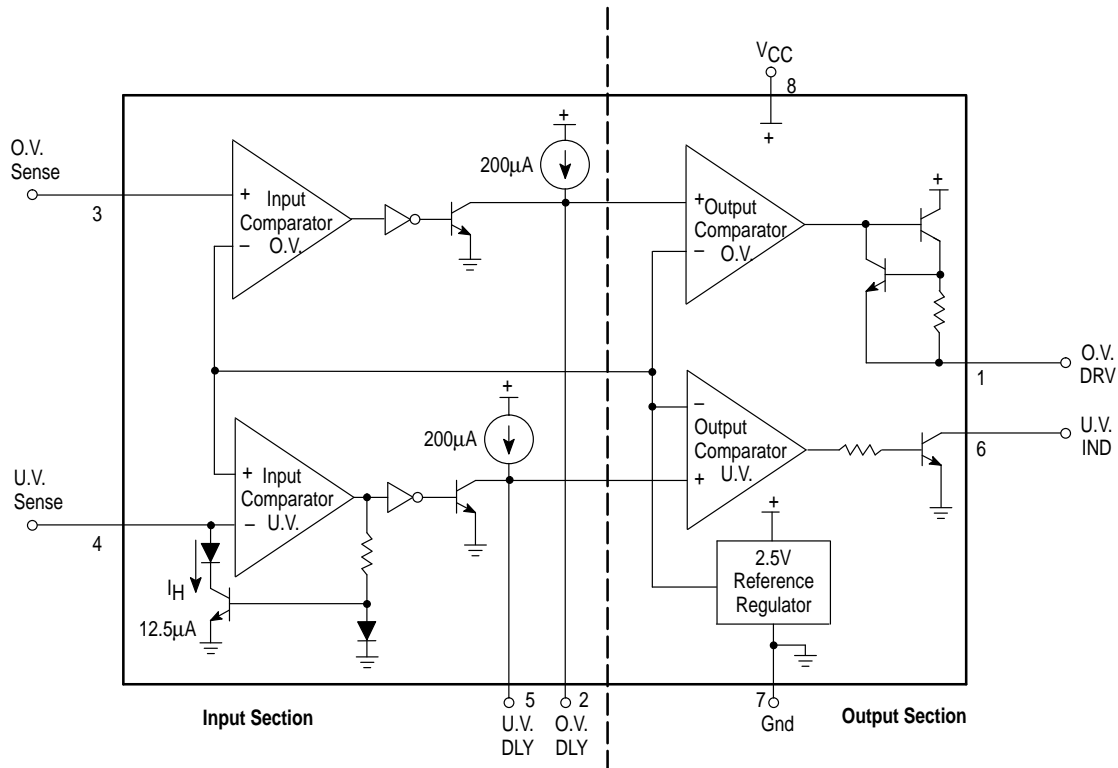 VCC
8
+
O.V.
Sense
3
+
Input
Comparator
O.V.
–
+
200µA
+
Output
Comparator
O.V.
–
+
1
O.V.
DRV
U.V.
Sense
4
+
Input
Comparator
U.V.
–
IH
12.5µA
+
200µA
–
Output
Comparator
U.V.
+
6
U.V.
IND
+
2.5V
Reference
Regulator
Input Section
5
U.V.
DLY
2
O.V.
DLY
7
Gnd
Output Section